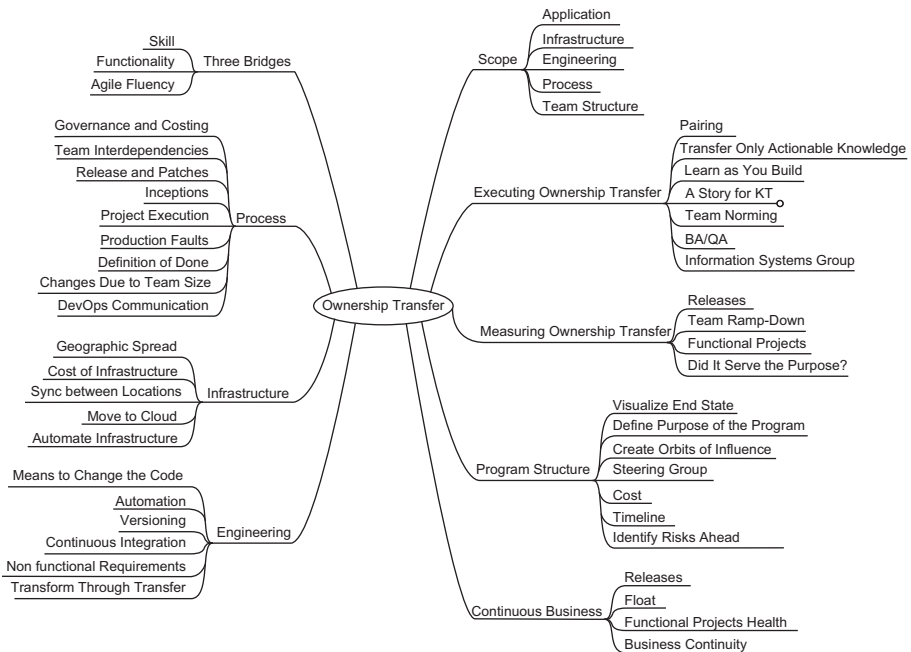 Ownership Transfer
Three Bridges
Skill
Functionality
Agile Fluency
Process
Governance and Costing
Team Interdependencies
Release and Patches
Inceptions
Project Execution
Production Faults
Definition of Done
Changes Due to Team Size
DevOps Communication
Infrastructure
Geographic Spread
Cost of Infrastructure
Sync between Locations
Move to Cloud
Automate Infrastructure
Engineering
Means to Change the Code
Automation
Versioning
Continuous Integration
Non functional Requirements
Transform Through Transfer
Scope
Application
Infrastructure
Engineering
Process
Team Structure
Executing Ownership Transfer
Pairing
Transfer Only Actionable Knowledge
Learn as You Build
A Story for KT
Team Norming
BA/QA
Information Systems Group
Measuring Ownership Transfer
Releases
Team Ramp-Down
Functional Projects
Did It Serve the Purpose?
Program Structure
Visualize End State
Define Purpose of the Program
Create Orbits of Influence
Steering Group
Cost
Timeline
Identify Risks Ahead
Continuous Business
Releases
Float
Functional Projects Health
Business Continuity